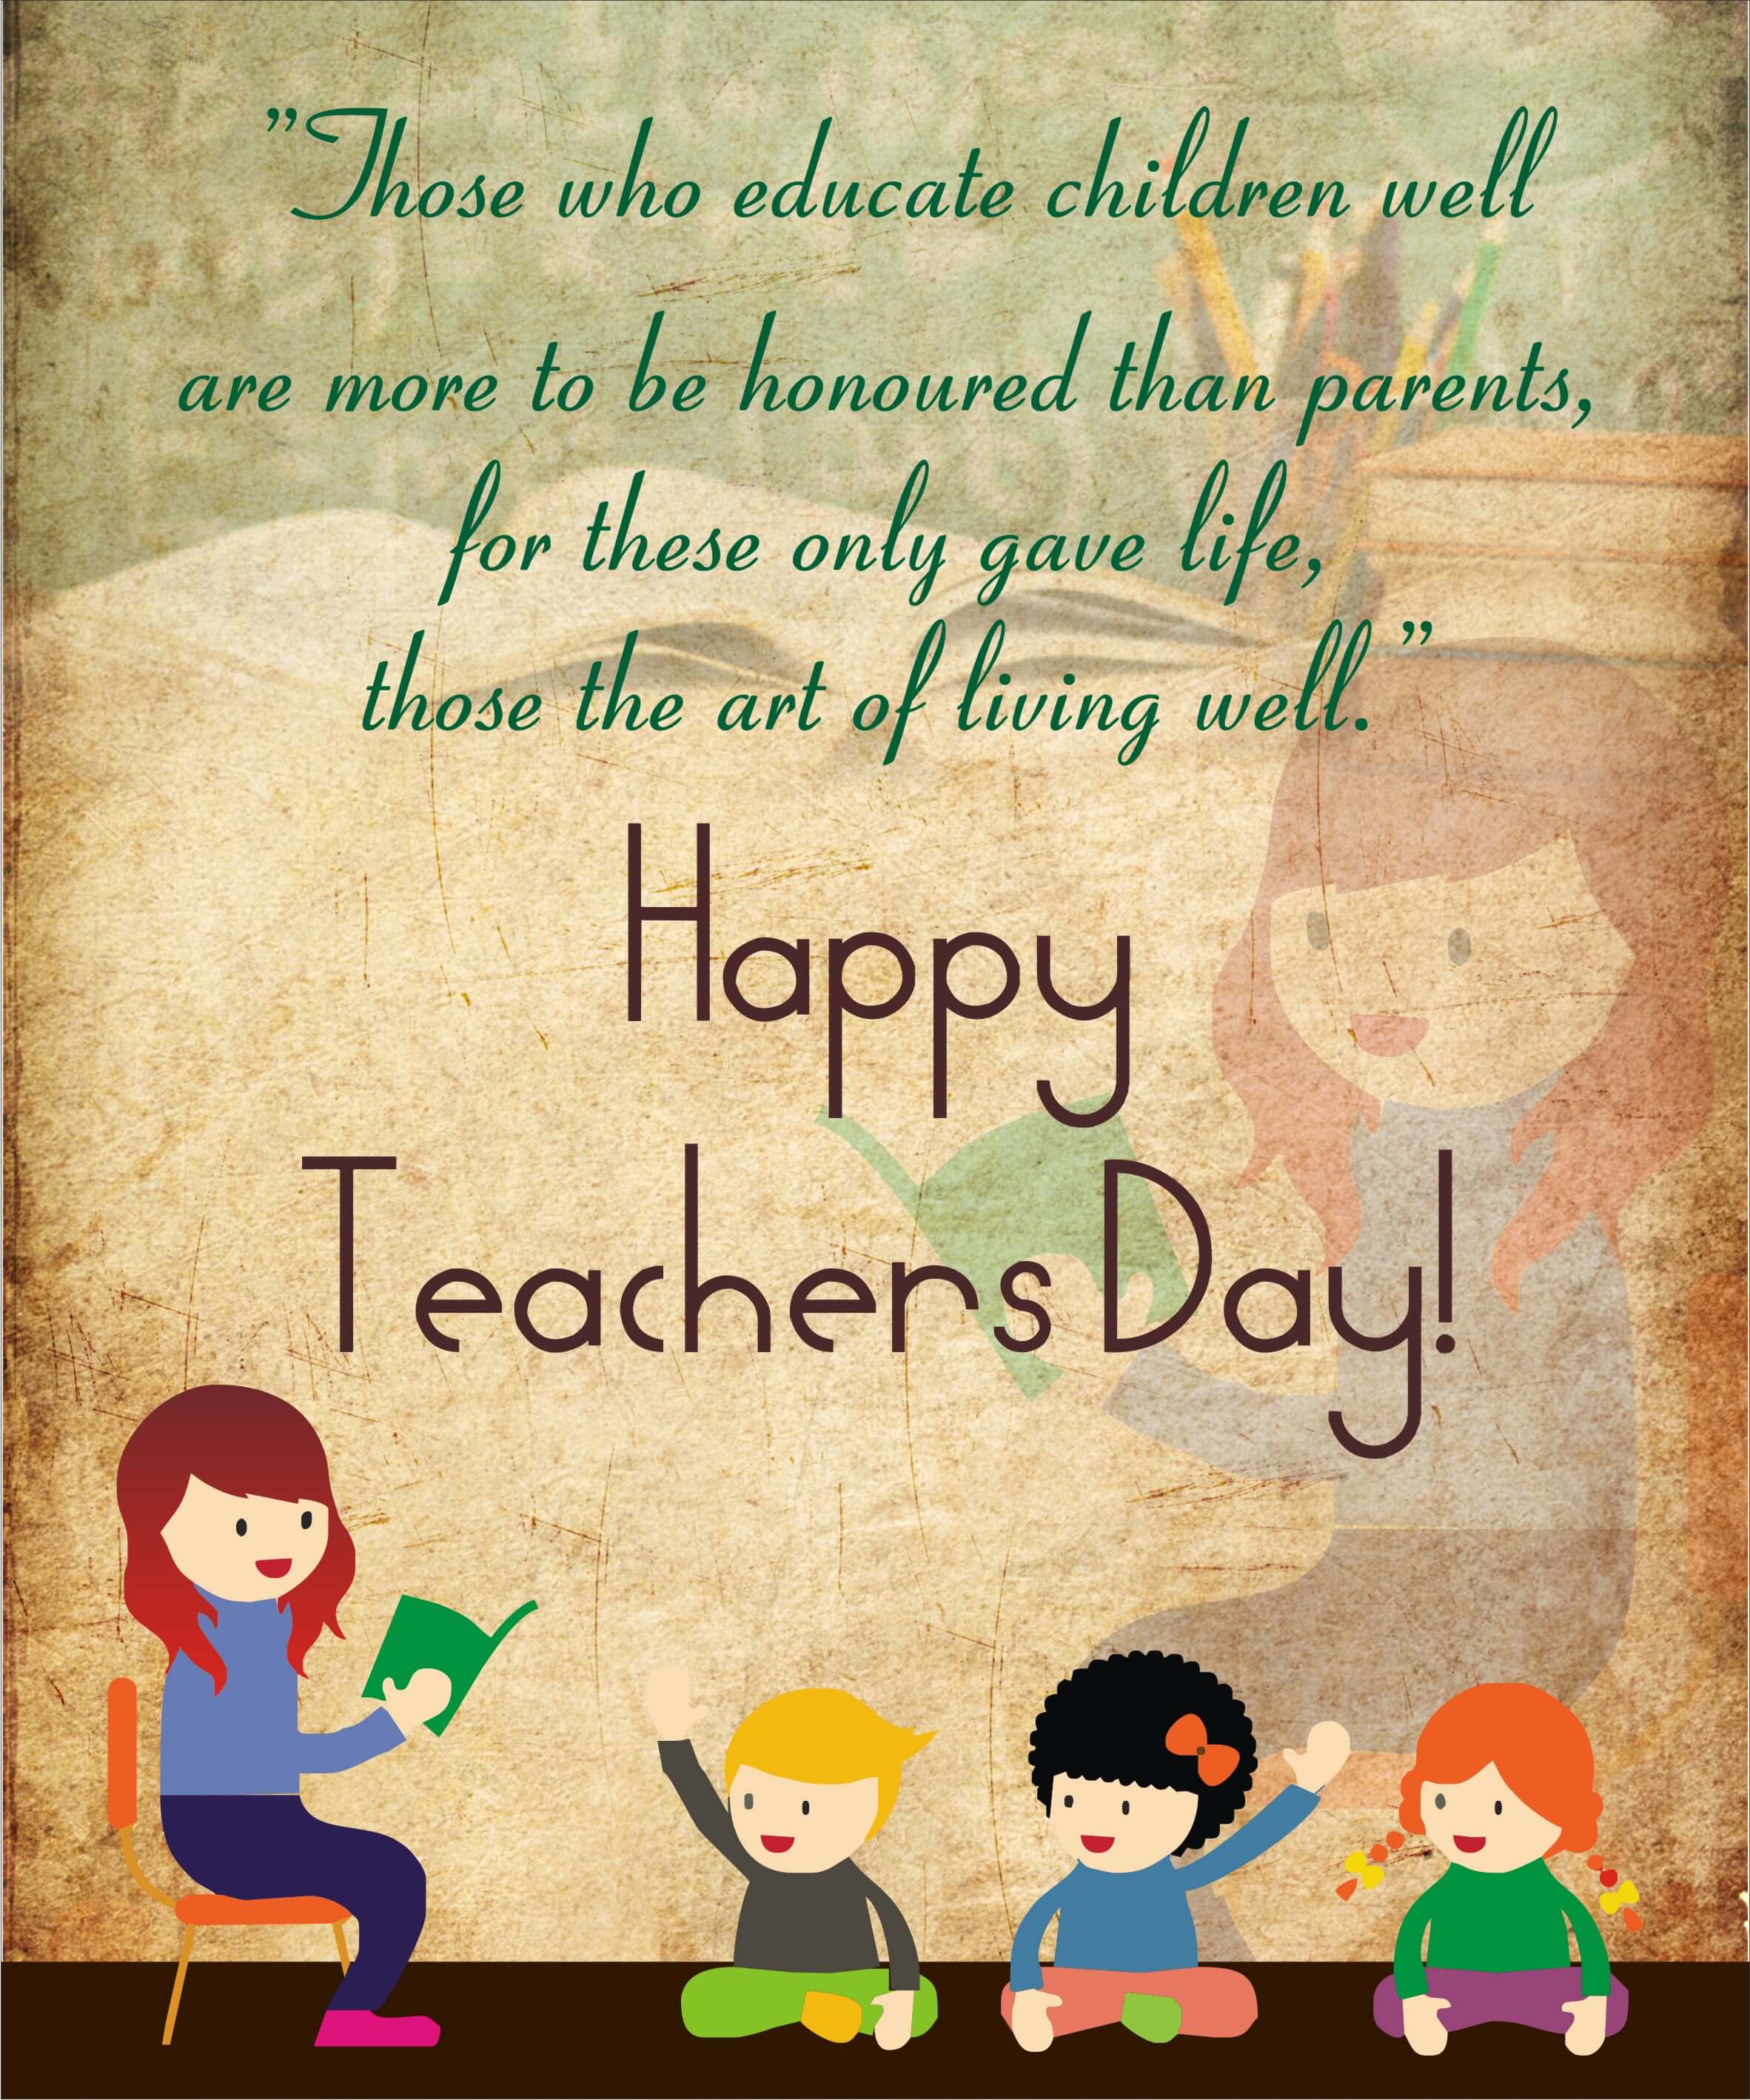 ”Those who educate children well
are more to be honoured than parents,
for these only gave life,
those the art of living well.”
Happy
Teachers Day!